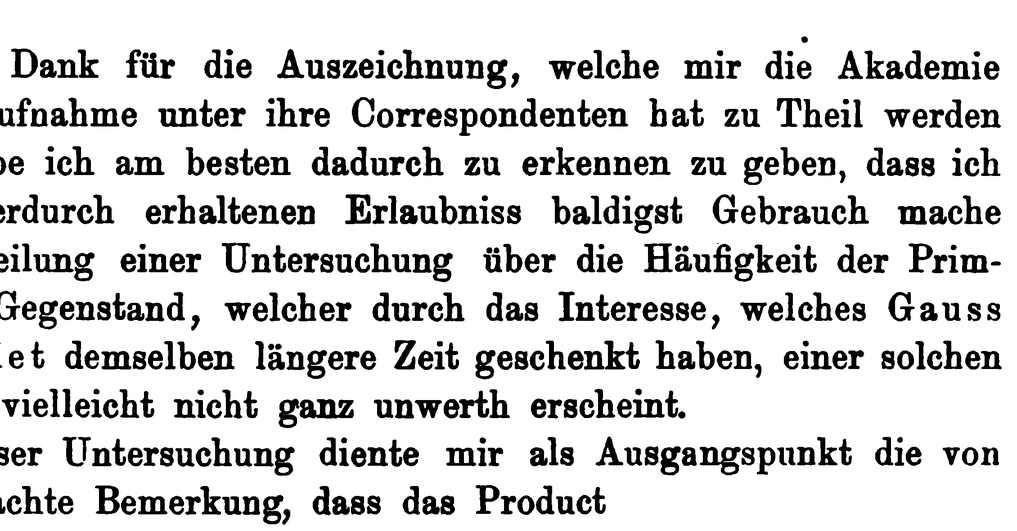 Dank für die Auszeichnung, welche mir die Akademie
ufnahme unter ihre Correspondenten hat zu Theil werden
be ich am besten dadurch zu erkennen zu geben, dass ich
erdurch erhaltenen Erlaubniss baldigst Gebrauch mache
eilung einer Untersuchung über die Häufigkeit der Prim-
Gegenstand, welcher durch das Interesse, welches Gauss
let demselben längere Zeit geschenkt haben, einer solchen
vielleicht nicht ganz unwerth erscheint.
ser Untersuchung diente mir als Ausgangspunkt die von
achte Bemerkung, dass das Product